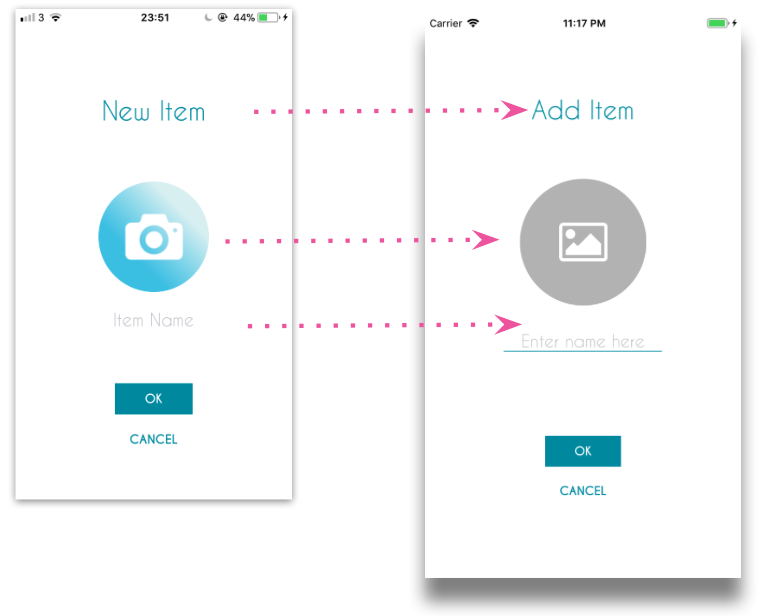 3 23:51 44%
New Item
Item Name
OK
CANCEL
Carrier 11:17 PM
Add Item
Enter name here
OK
CANCEL